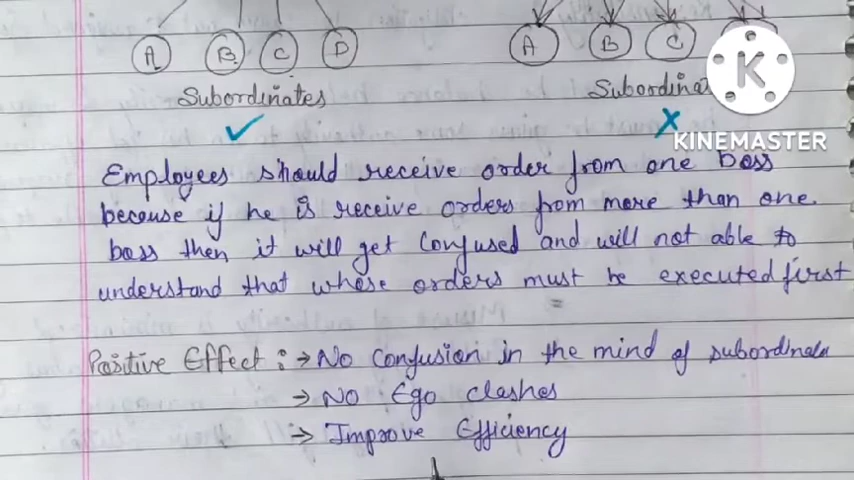 A B C D A B C
Subordinates Subordina
K
KINEMASTER
Employees should receive order from one boss
because if he is receive orders from more than one
boss then it will get confused and will not able to
understand that whose orders must be executed first
Positive Effect : → No confusion in the mind of subordinates
→ No Ego clashes
→ Improve Efficiency